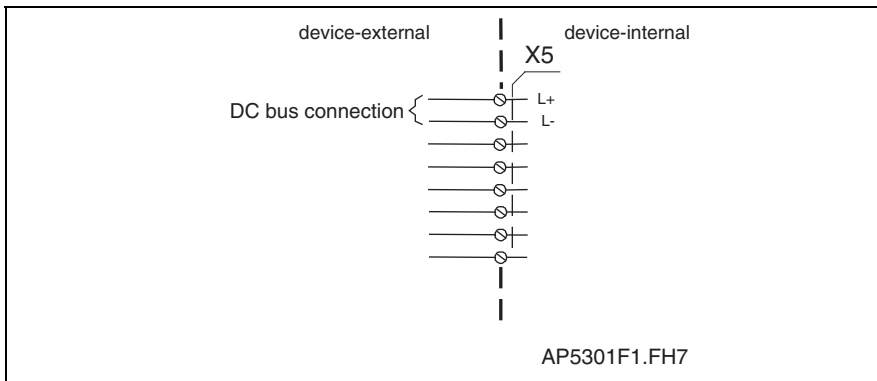 device-external
device-internal
X5
DC bus connection
L+
L-
AP5301F1.FH7